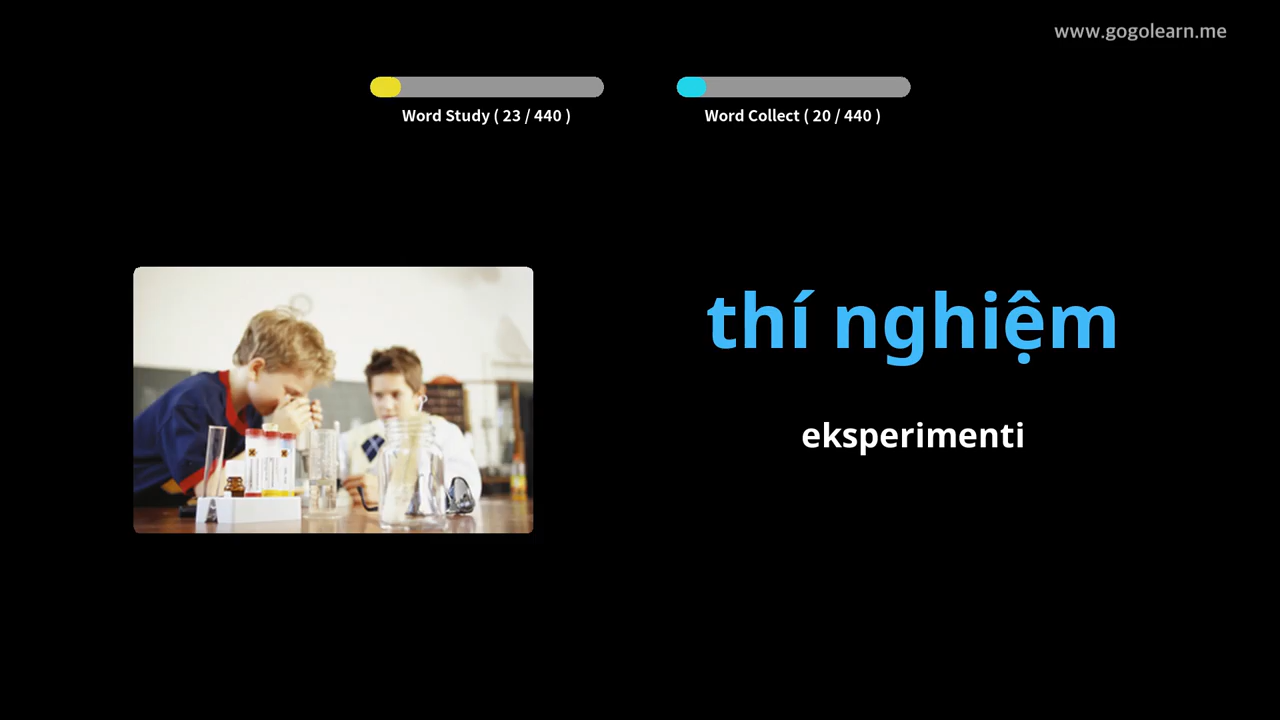 www.gogolearn.me
Word Study ( 23 / 440 )
Word Collect ( 20 / 440 )
thí nghiệm
eksperimenti